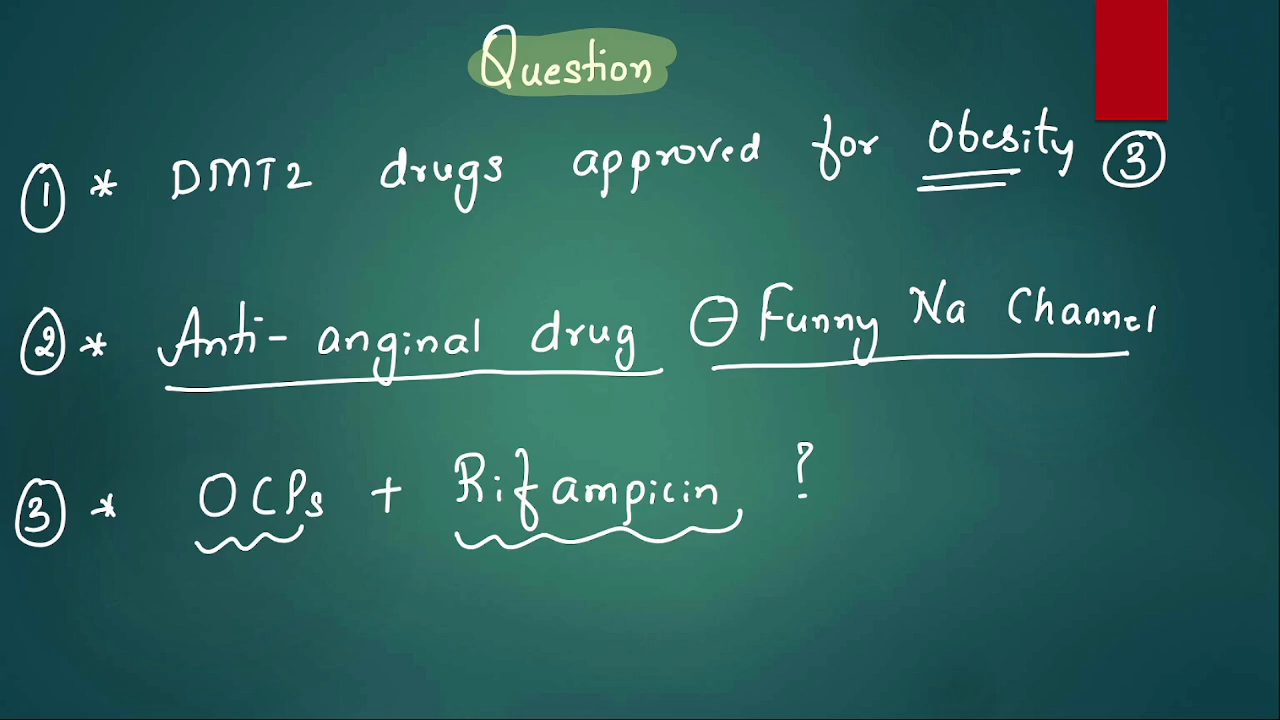 Question
① * DMT2 drugs approved for Obesity ③
② * Anti-anginal drug ⊖ Funny Na Channel
③ * OCPs + Rifampicin ?